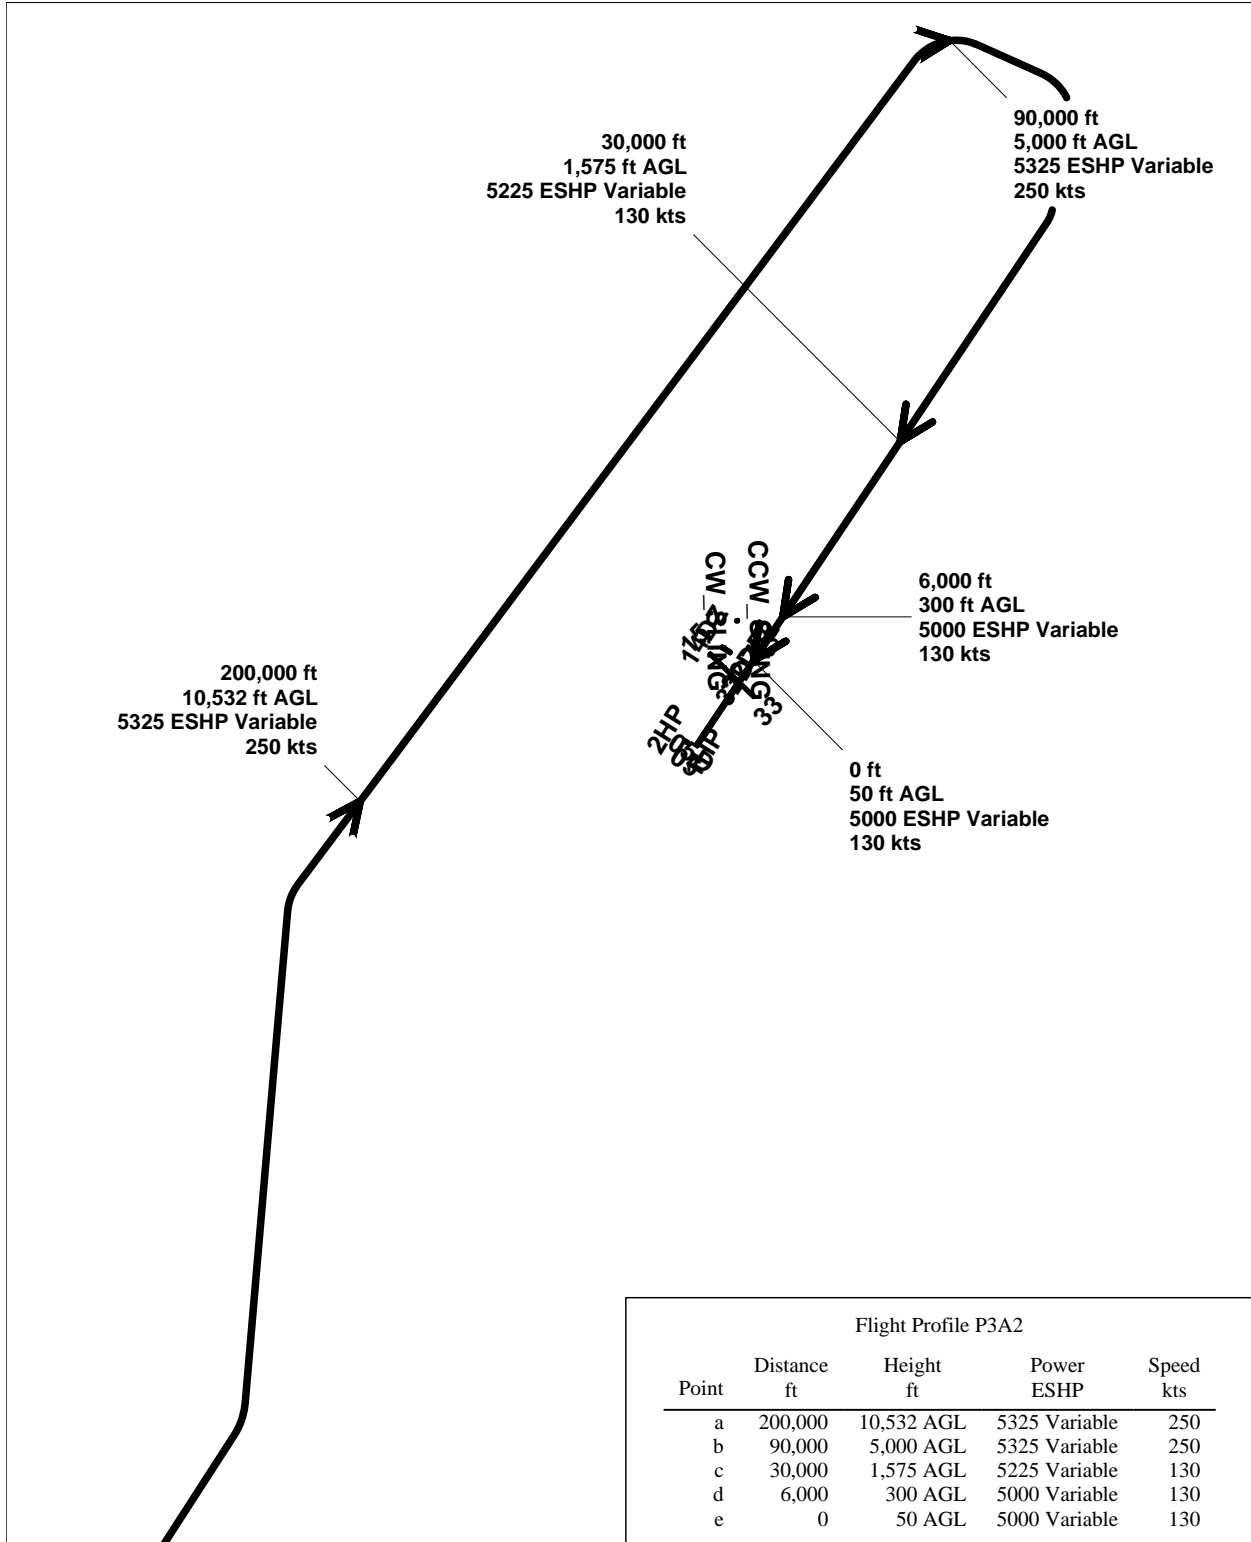 90,000 ft
5,000 ft AGL
5325 ESHP Variable
250 kts
30,000 ft
1,575 ft AGL
5225 ESHP Variable
130 kts
6,000 ft
300 ft AGL
5000 ESHP Variable
130 kts
CW_
CCW_
33
2HP
200,000 ft
10,532 ft AGL
5325 ESHP Variable
250 kts
0 ft
50 ft AGL
5000 ESHP Variable
130 kts
Flight Profile P3A2
Point Distance ft Height ft Power ESHP Speed kts
a 200,000 10,532 AGL 5325 Variable 250
b 90,000 5,000 AGL 5325 Variable 250
c 30,000 1,575 AGL 5225 Variable 130
d 6,000 300 AGL 5000 Variable 130
e 0 50 AGL 5000 Variable 130